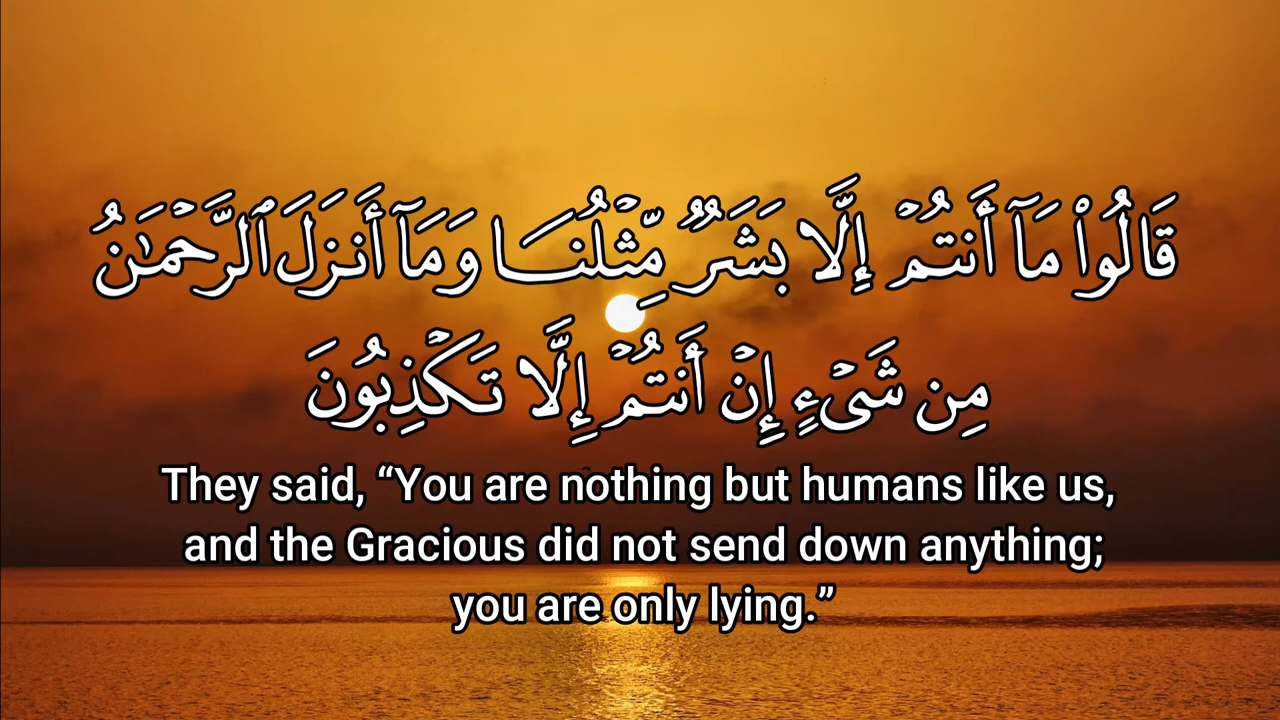 قَالُوا۟ مَآ أَنتُمۡ إِلَّا بَشَرٌ مِّثۡلُنَا وَمَآ أَنزَلَ ٱلرَّحۡمَـٰنُ
مِن شَىۡءٍ إِنۡ أَنتُمۡ إِلَّا تَكۡذِبُونَ
They said, “You are nothing but humans like us,
and the Gracious did not send down anything;
you are only lying.”